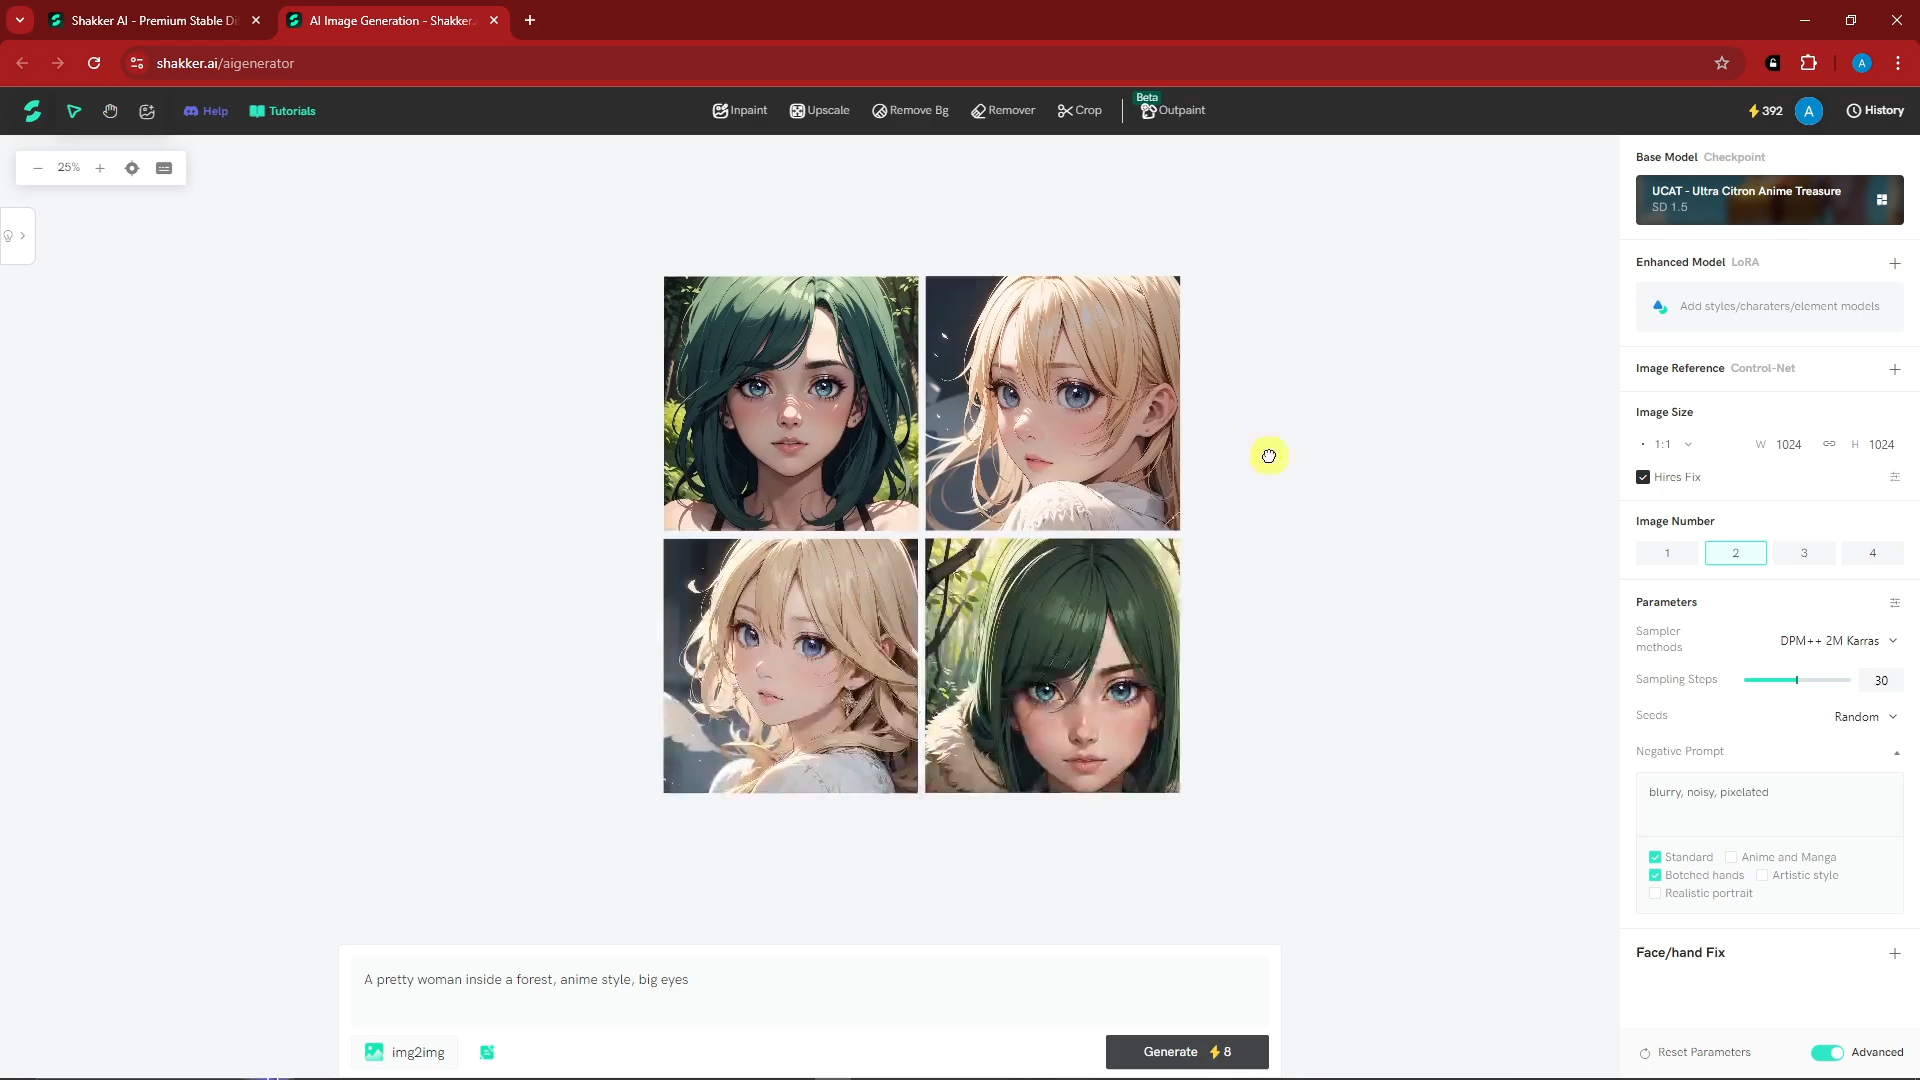 Shakker AI - Premium Stable Di
AI Image Generation - Shakker.
shakker.ai/aigenerator
A
Help
Tutorials
Inpaint
Upscale
Remove Bg
Remover
Crop
Beta
Outpaint
392
A
History
25%
Base Model Checkpoint
UCAT - Ultra Citron Anime Treasure
SD 1.5
Enhanced Model LoRA
Add styles/charaters/element models
Image Reference Control-Net
Image Size
1:1
W 1024
H 1024
Hires Fix
Image Number
1
2
3
4
Parameters
Sampler
methods
DPM++ 2M Karras
Sampling Steps
30
Seeds
Random
Negative Prompt
blurry, noisy, pixelated
Standard
Anime and Manga
Botched hands
Artistic style
Realistic portrait
Face/hand Fix
A pretty woman inside a forest, anime style, big eyes
img2img
Generate
8
Reset Parameters
Advanced